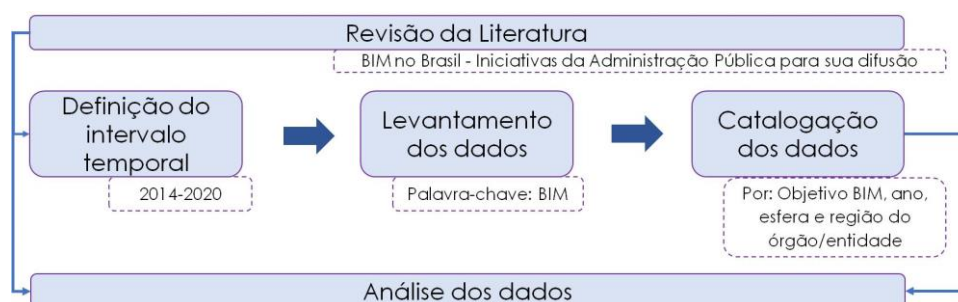 Revisão da Literatura
BIM no Brasil - Iniciativas da Administração Pública para sua difusão
Definição do
intervalo
temporal
2014-2020
Levantamento
dos dados
Palavra-chave: BIM
Catalogação
dos dados
Por: Objetivo BIM, ano,
esfera e região do
órgão/entidade
Análise dos dados